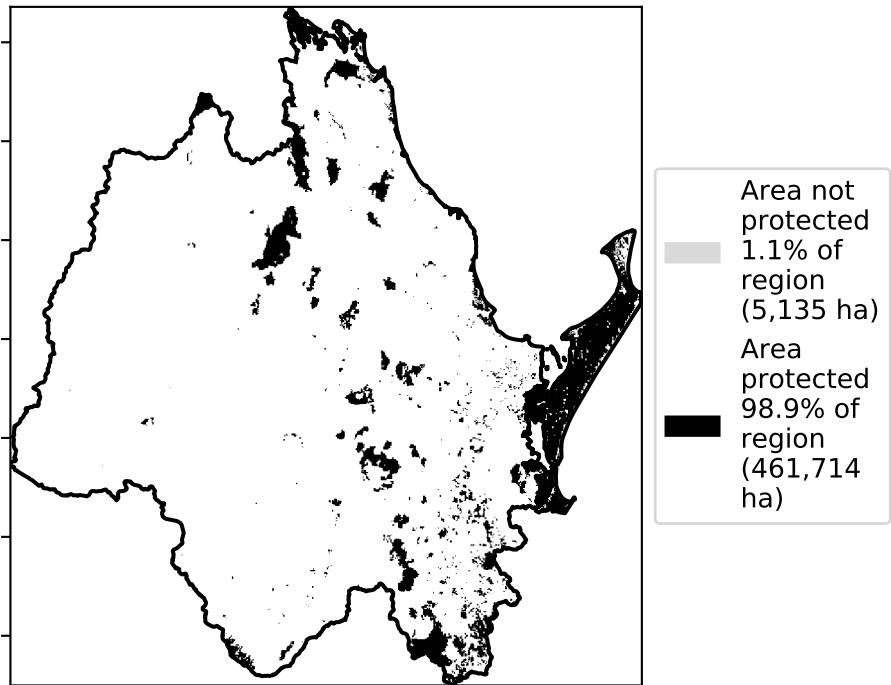 Area not
protected
1.1% of
region
(5,135 ha)
Area
protected
98.9% of
region
(461,714
ha)